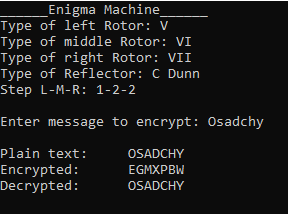 ______Enigma Machine______
Type of left Rotor: V
Type of middle Rotor: VI
Type of right Rotor: VII
Type of Reflector: C Dunn
Step L-M-R: 1-2-2
Enter message to encrypt: Osadchy
Plain text: OSADCHY
Encrypted: EGMXPBW
Decrypted: OSADCHY